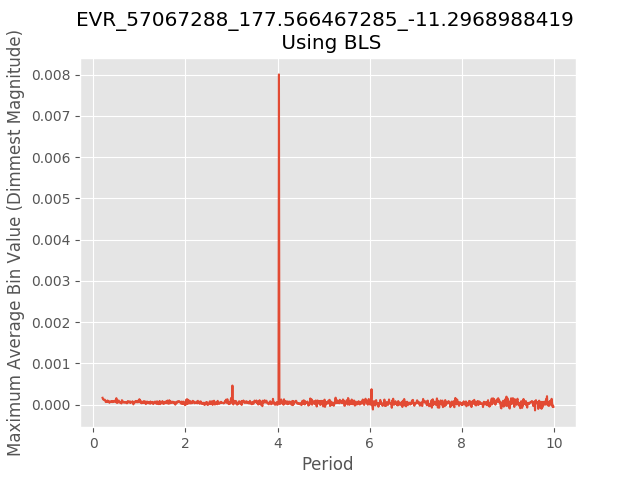 EVR_57067288_177.566467285_-11.2968988419
Using BLS
Maximum Average Bin Value (Dimmest Magnitude)
0.008
0.007
0.006
0.005
0.004
0.003
0.002
0.001
0.000
0 2 4 6 8 10
Period